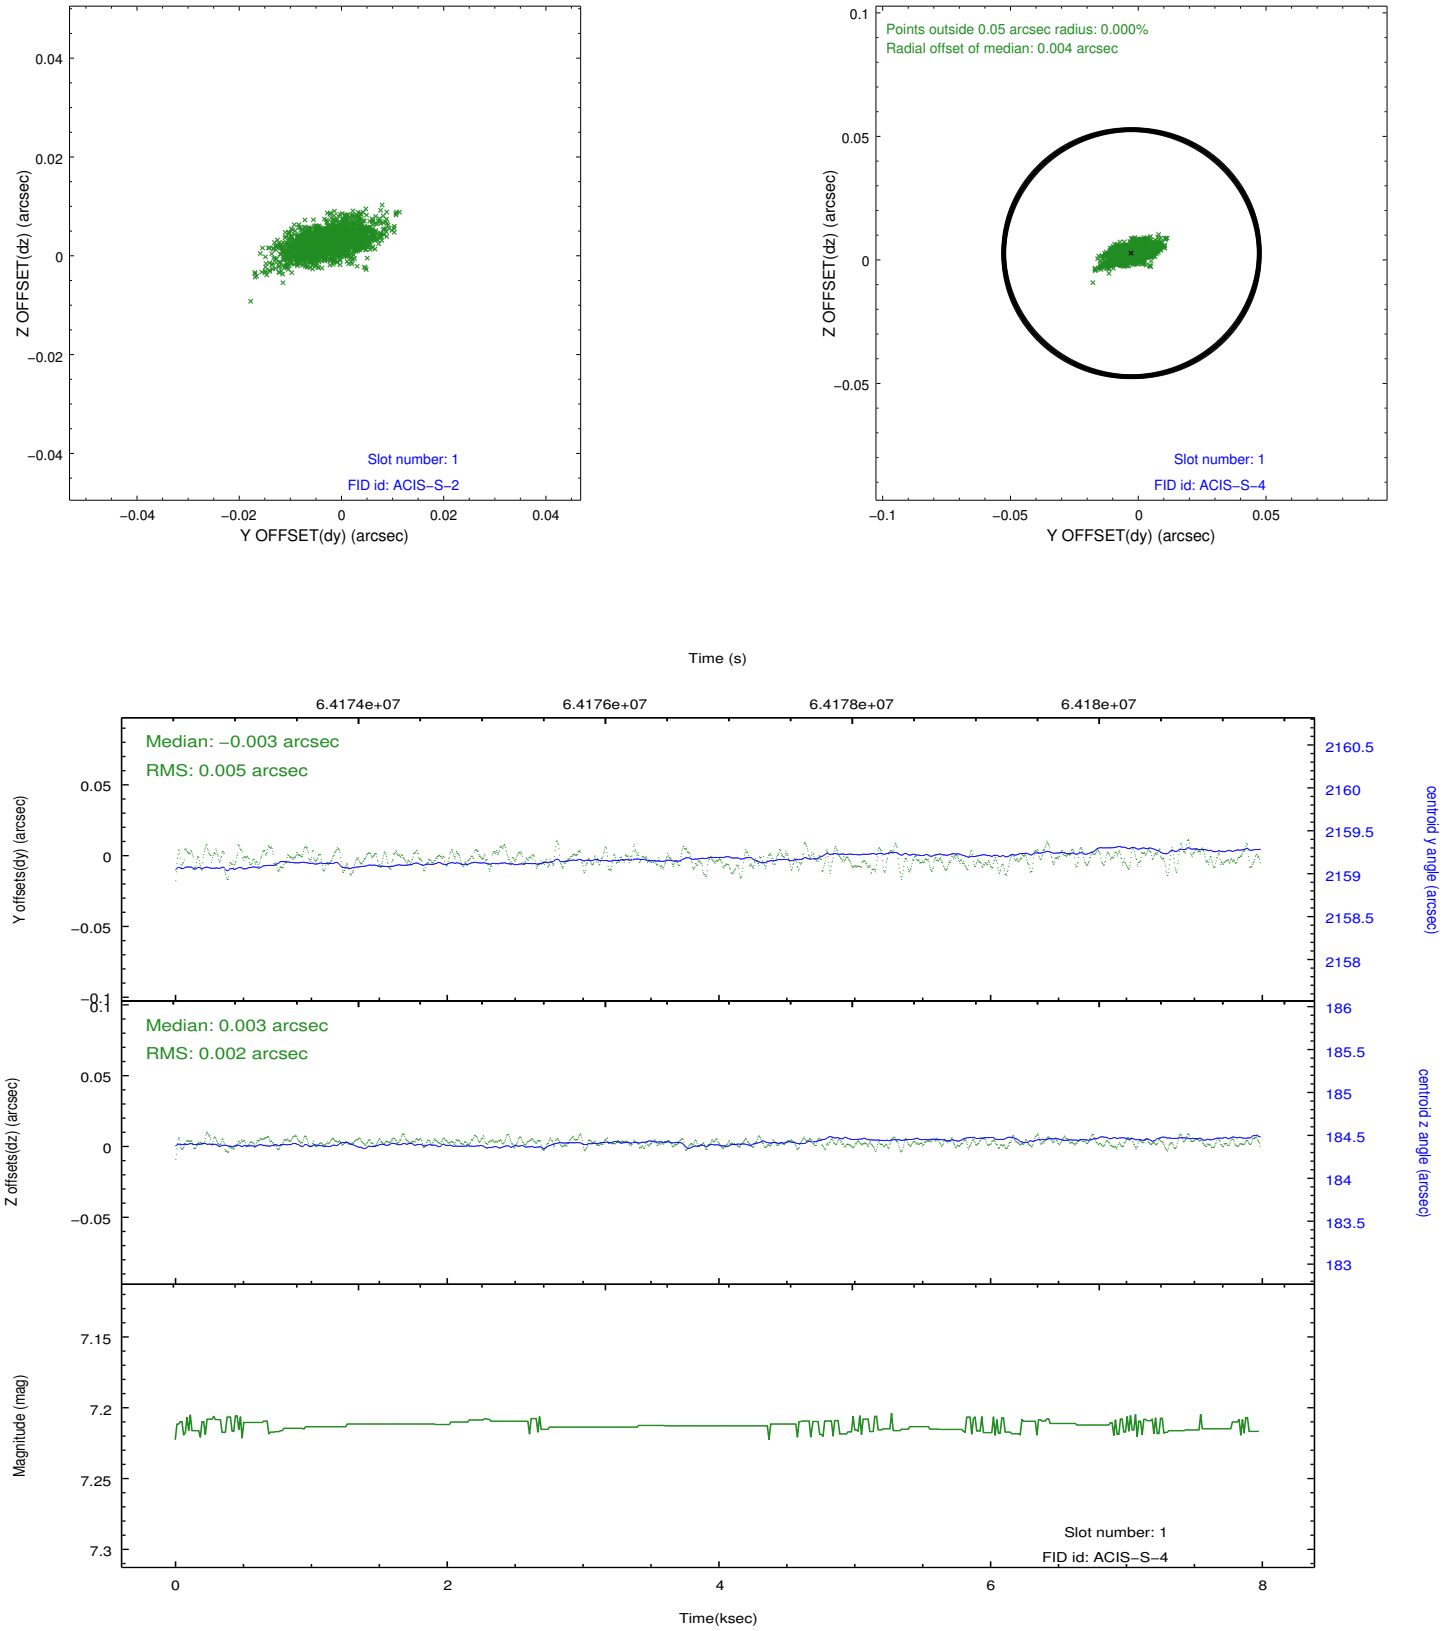 0.04
0.02
0
−0.02
−0.04
Z OFFSET(dz) (arcsec)
Slot number: 1
FID id: ACIS−S−2
−0.04
−0.02
0
0.02
0.04
Y OFFSET(dy) (arcsec)
Points outside 0.05 arcsec radius: 0.000%
Radial offset of median: 0.004 arcsec
0.1
0.05
0
−0.05
Z OFFSET(dz) (arcsec)
Slot number: 1
FID id: ACIS−S−4
−0.1
−0.05
0
0.05
Y OFFSET(dy) (arcsec)
Time (s)
6.4174e+07
6.4176e+07
6.4178e+07
6.418e+07
Median: −0.003 arcsec
RMS: 0.005 arcsec
0.05
0
−0.05
−0.1
Y offsets(dy) (arcsec)
2160.5
2160
2159.5
2159
2158.5
2158
centroid y angle (arcsec)
Median: 0.003 arcsec
RMS: 0.002 arcsec
0.1
0.05
0
−0.05
Z offsets(dz) (arcsec)
186
185.5
185
184.5
184
183.5
183
centroid z angle (arcsec)
7.15
7.2
7.25
7.3
Magnitude (mag)
Slot number: 1
FID id: ACIS−S−4
0
2
4
6
8
Time(ksec)